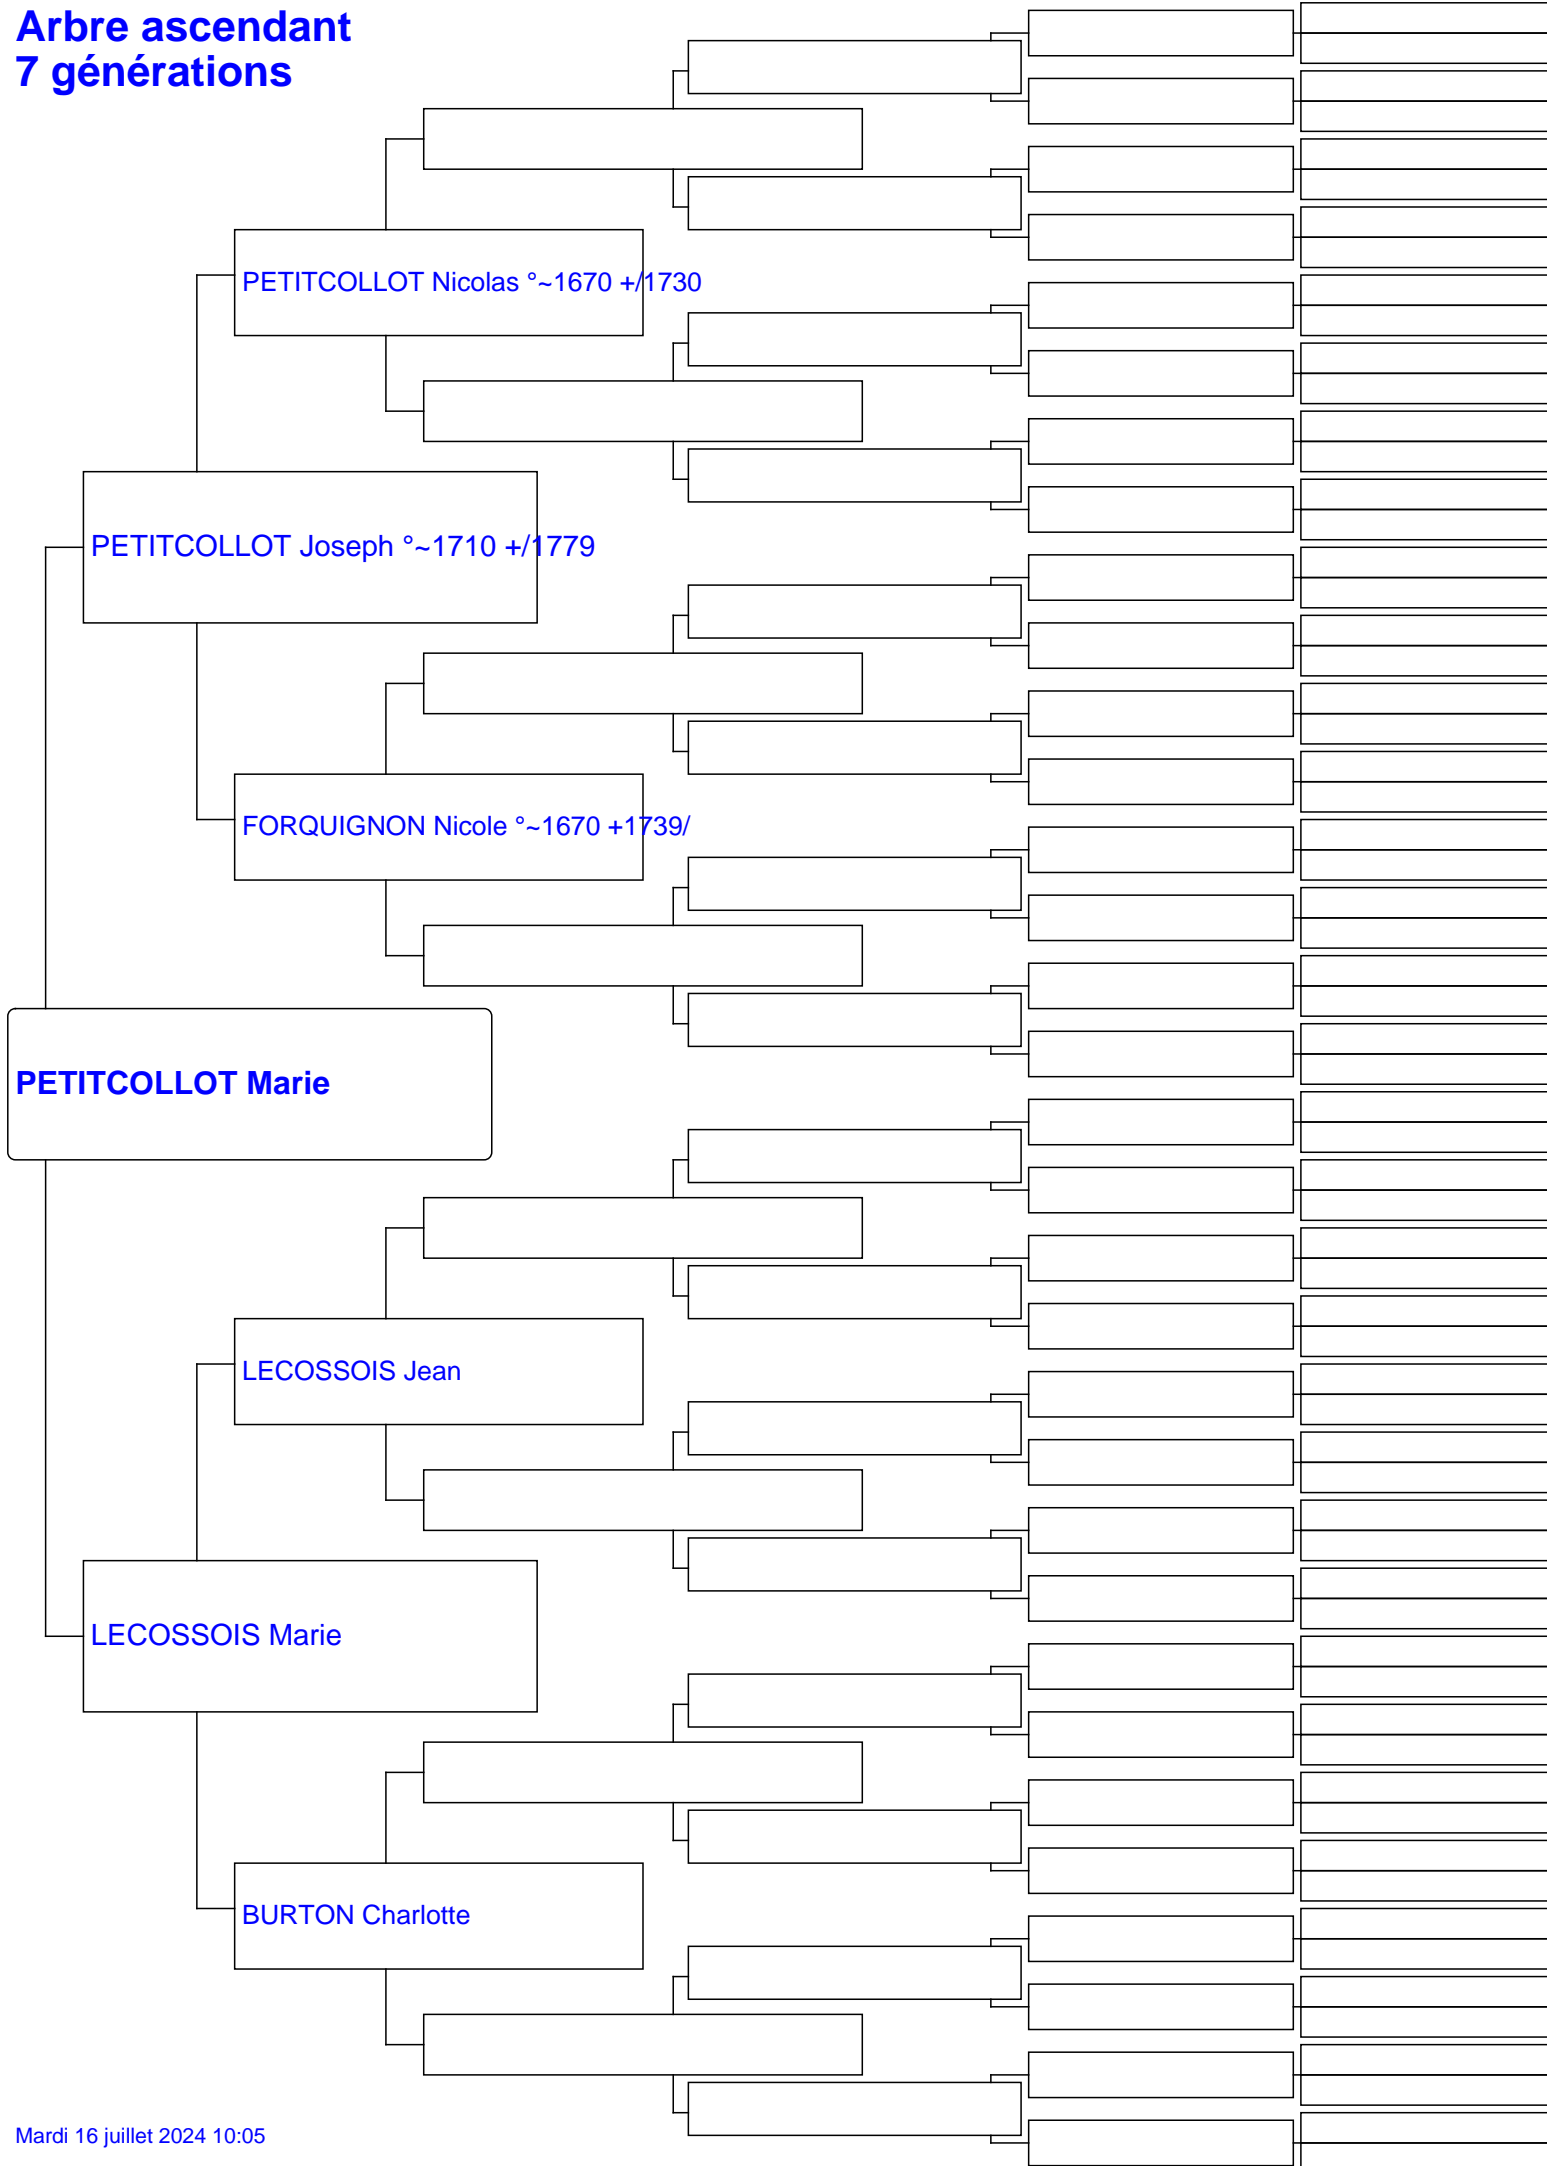 Arbre ascendant
7 générations
PETITCOLLOT Nicolas °~1670 +/1730
PETITCOLLOT Joseph °~1710 +/1779
FORQUIGNON Nicole °~1670 +1739/
PETITCOLLOT Marie
LECOSSOIS Jean
LECOSSOIS Marie
BURTON Charlotte
Mardi 16 juillet 2024 10:05